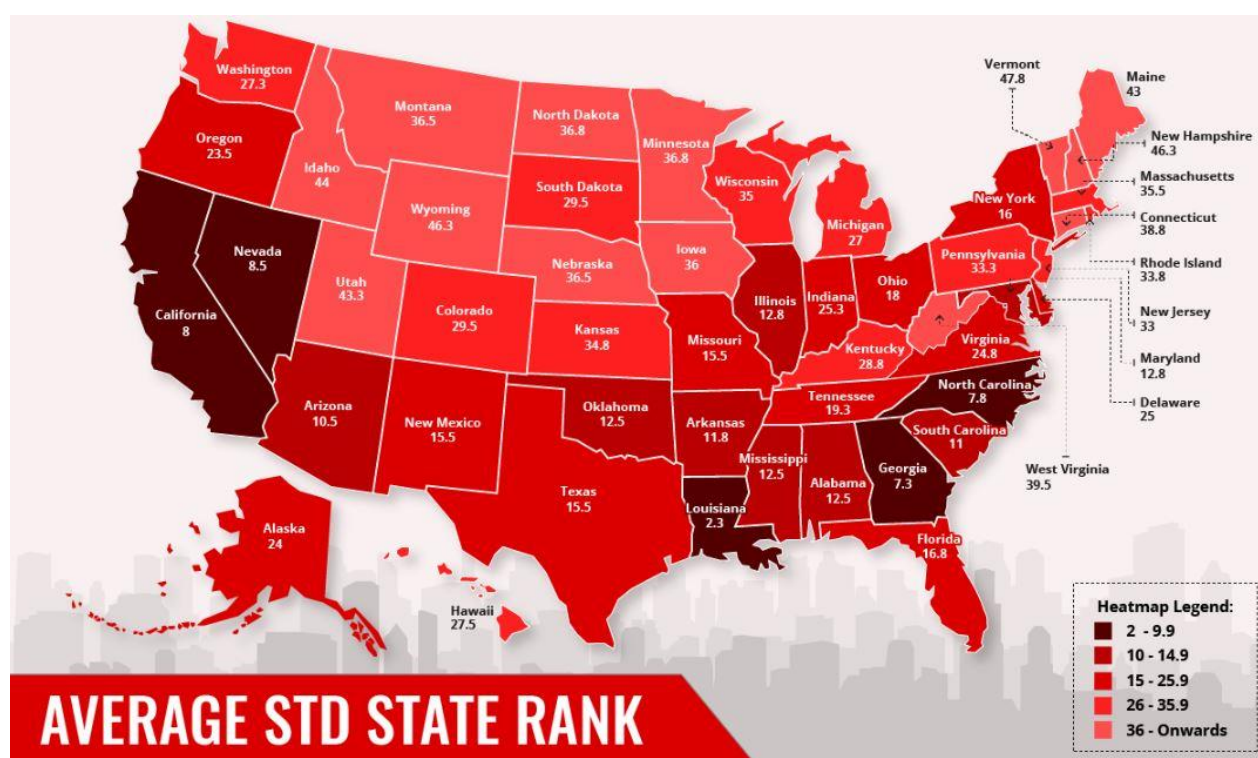 Vermont
47.8
Maine
43
Washington
27.3
Montana
36.5
North Dakota
36.8
Minnesota
36.8
New Hampshire
46.3
Oregon
23.5
Idaho
44
Wisconsin
35
Massachusetts
35.5
South Dakota
29.5
New York
16
Wyoming
46.3
Michigan
27
Connecticut
38.8
Nevada
8.5
Iowa
36
Pennsylvania
33.3
Rhode Island
33.8
Nebraska
36.5
Utah
43.3
Colorado
29.5
Illinois
12.8
Indiana
25.3
Ohio
18
California
8
Kansas
34.8
Missouri
15.5
Kentucky
28.8
Virginia
24.8
New Jersey
33
Maryland
12.8
Arizona
10.5
New Mexico
15.5
Oklahoma
12.5
Arkansas
11.8
Tennessee
19.3
North Carolina
7.8
Delaware
25
South Carolina
11
Mississippi
12.5
Alabama
12.5
Georgia
7.3
West Virginia
39.5
Texas
15.5
Louisiana
2.3
Alaska
24
Florida
16.8
Hawaii
27.5
Heatmap Legend:
2 - 9.9
10 - 14.9
15 - 25.9
26 - 35.9
36 - Onwards
AVERAGE STD STATE RANK